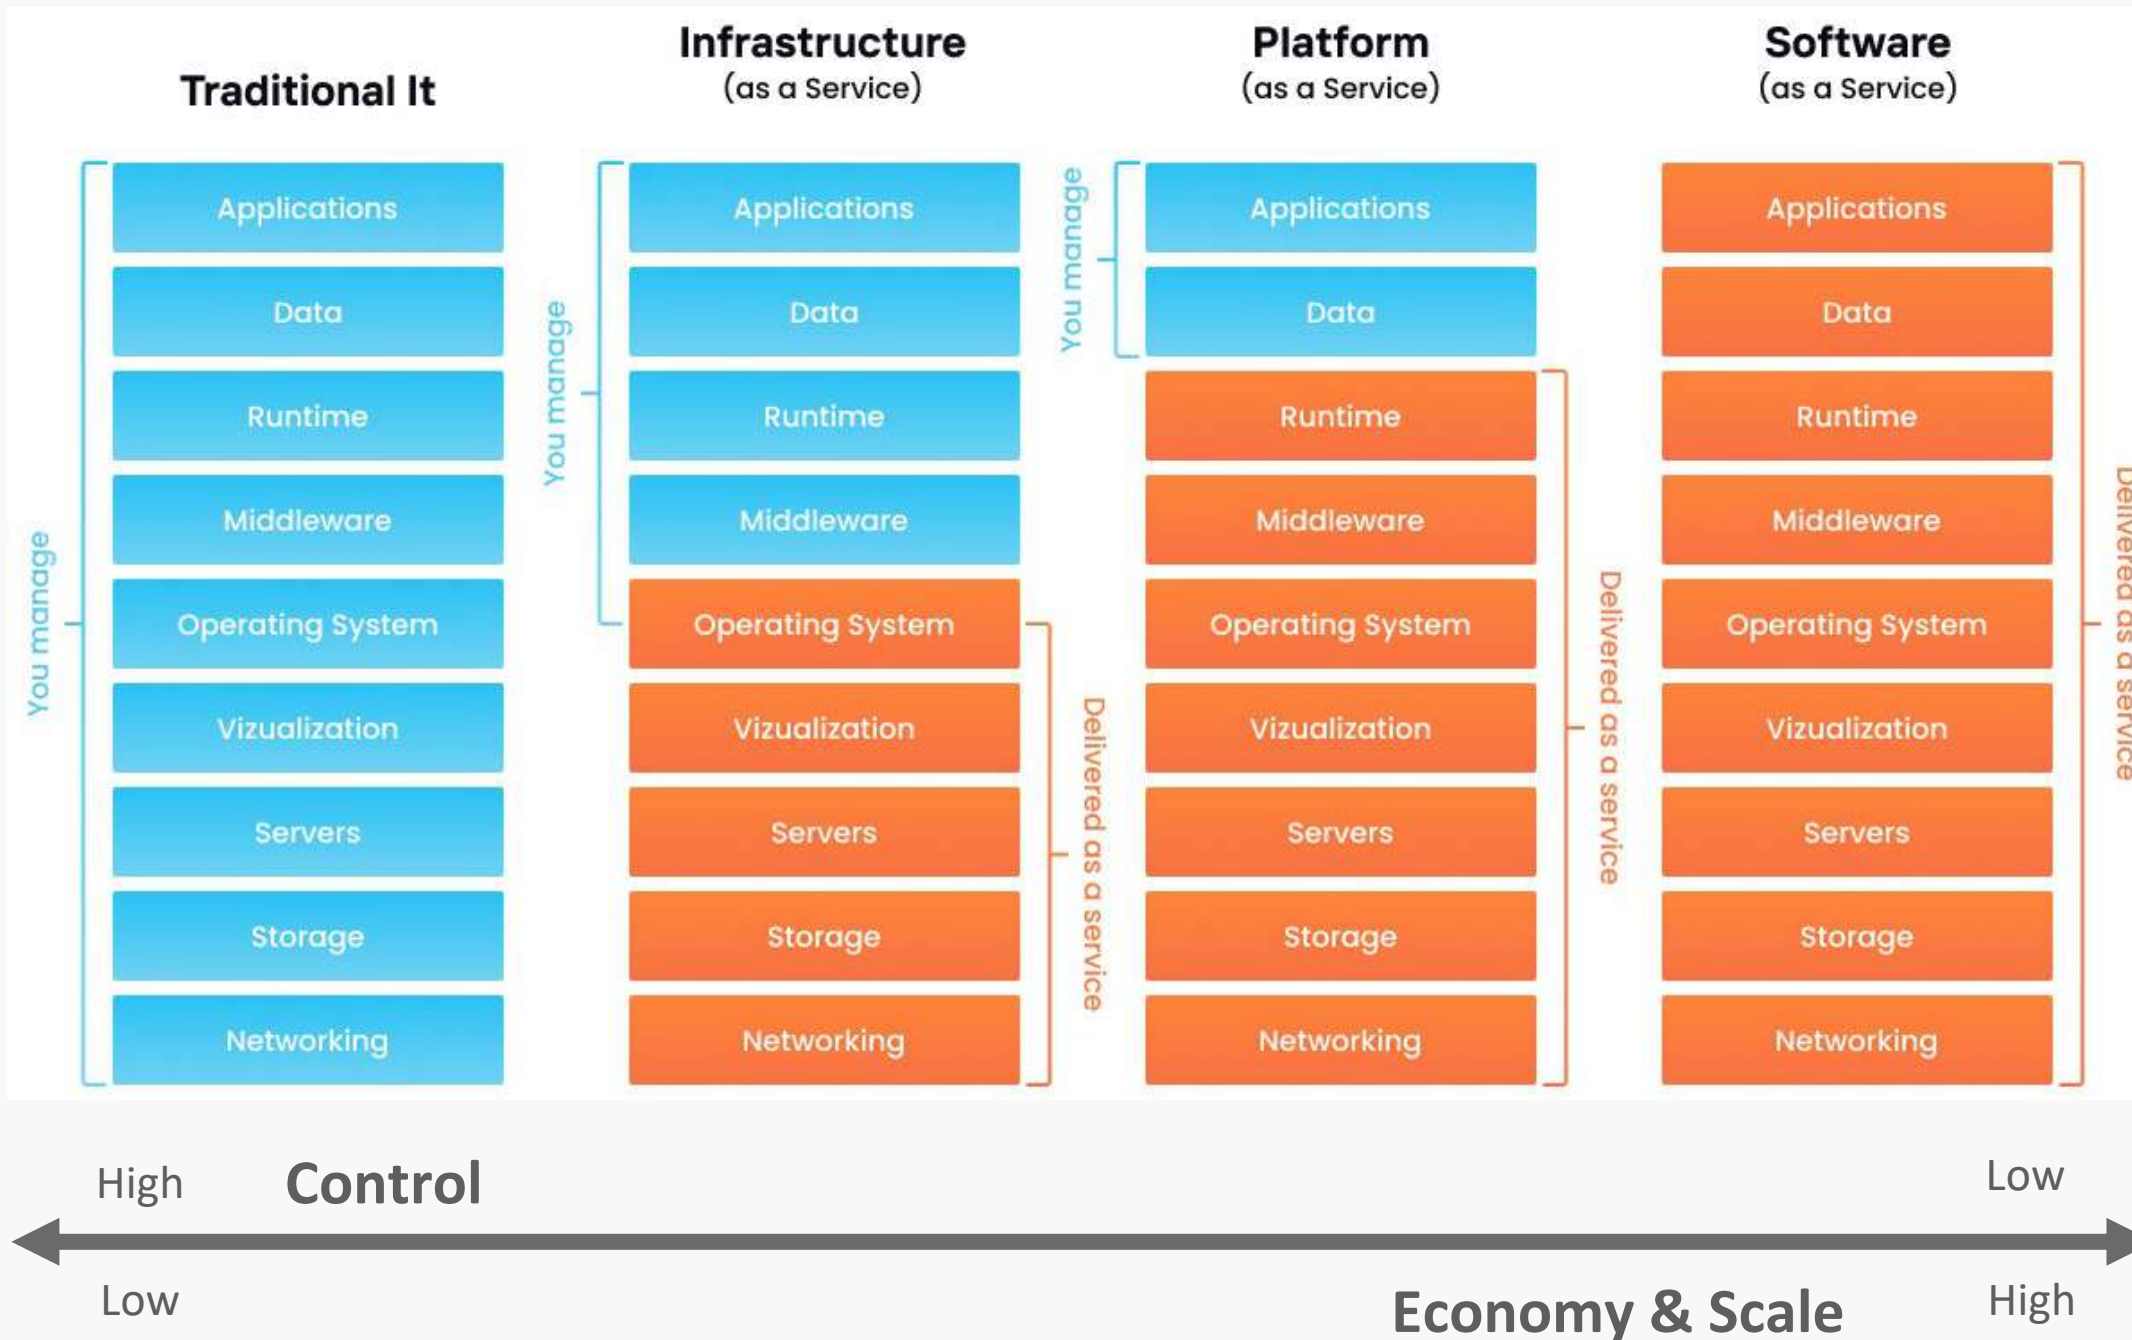 Traditional It
You manage
Applications
Data
Runtime
Middleware
Operating System
Vizualization
Servers
Storage
Networking
Infrastructure
(as a Service)
You manage
Applications
Data
Runtime
Middleware
Operating System
Vizualization
Servers
Storage
Networking
Delivered as a service
Platform
(as a Service)
You manage
Applications
Data
Runtime
Middleware
Operating System
Vizualization
Servers
Storage
Networking
Delivered as a service
Software
(as a Service)
Applications
Data
Runtime
Middleware
Operating System
Vizualization
Servers
Storage
Networking
Delivered as a service
High Control Low
Low Economy & Scale High